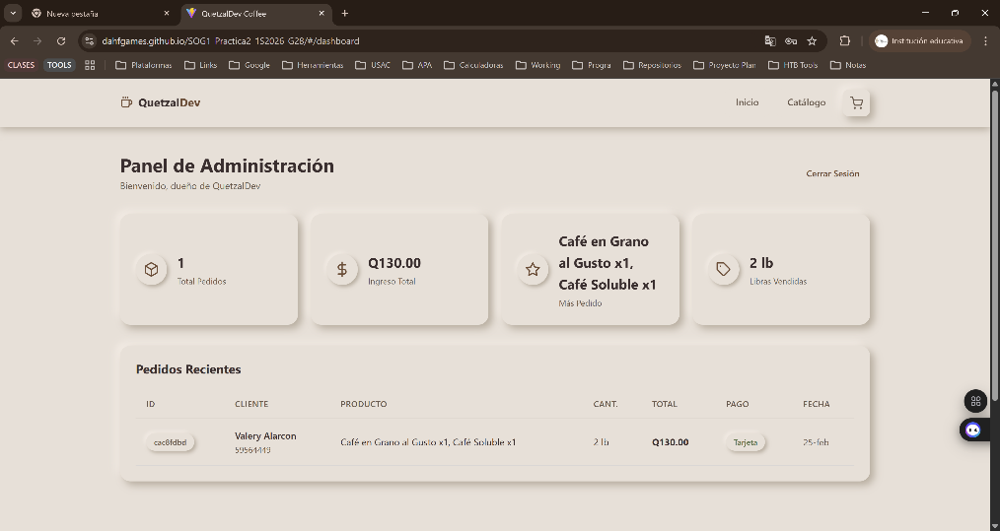 Nueva pestaña
QuetzalDev Coffee
dahfgames.github.io/SOG1_Practica2_1S2026_G28/#/dashboard
Institución educativa
CLASES
TOOLS
Plataformas
Links
Google
Herramientas
USAC
APA
Calculadoras
Working
Progra
Repositorios
Proyecto Plan
HTB Tools
Notas
QuetzalDev
Inicio
Catálogo
Panel de Administración
Bienvenido, dueño de QuetzalDev
Cerrar Sesión
1
Total Pedidos
Q130.00
Ingreso Total
Café en Grano
al Gusto x1,
Café Soluble x1
Más Pedido
2 lb
Libras Vendidas
Pedidos Recientes
ID CLIENTE PRODUCTO CANT. TOTAL PAGO FECHA
cac8fdbd Valery Alarcon Café en Grano al Gusto x1, Café Soluble x1 2 lb Q130.00 Tarjeta 25-feb
59564449